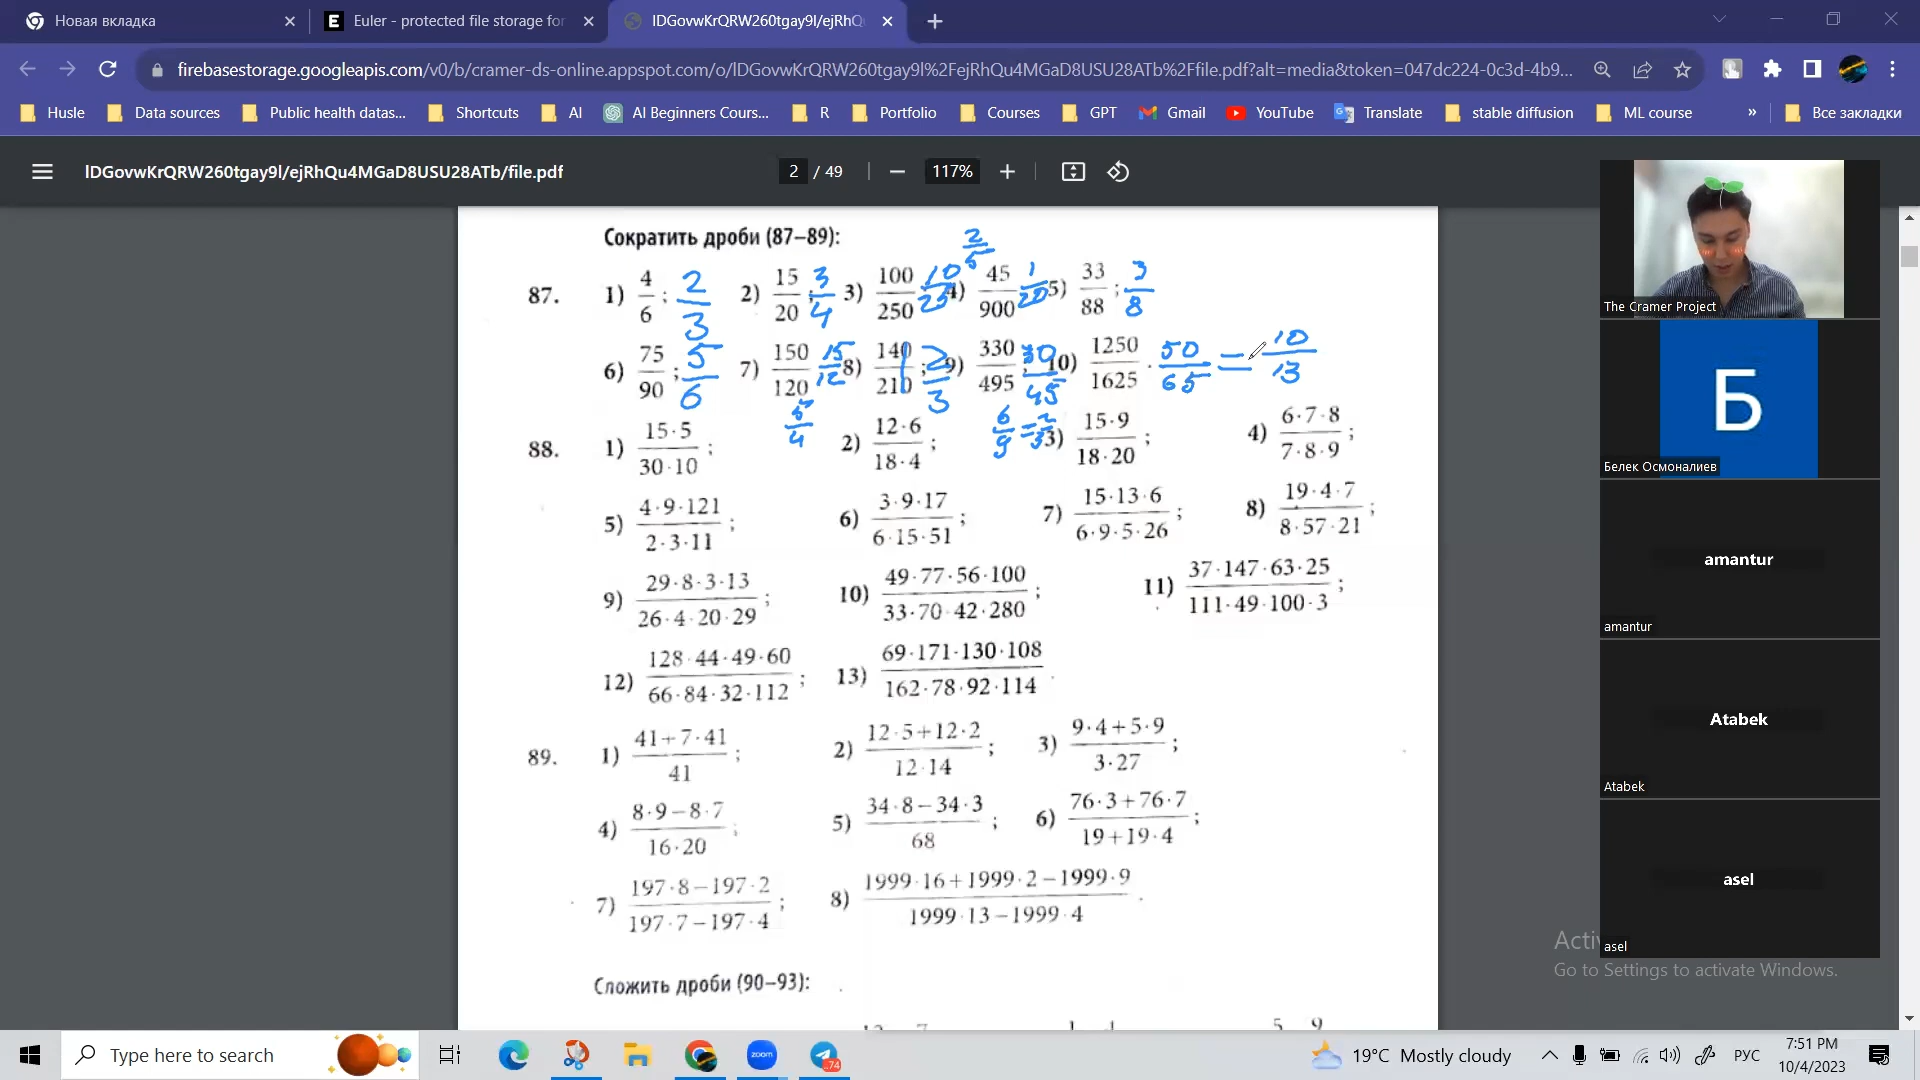 Новая вкладка
Euler - protected file storage for
lDGovwKrQRW260tgay9l/ejRhQ
firebasestorage.googleapis.com/v0/b/cramer-ds-online.appspot.com/o/lDGovwKrQRW260tgay9l%2FejRhQu4MGaD8USU28ATb%2Ffile.pdf?alt=media&token=047dc224-0c3d-4b9...
Husle Data sources Public health datas... Shortcuts AI AI Beginners Cours... R Portfolio Courses GPT Gmail YouTube Translate stable diffusion ML course » Все закладки
lDGovwKrQRW260tgay9l/ejRhQu4MGaD8USU28ATb/file.pdf 2 / 49 117%
Сократить дроби (87–89):
87. 1) 4/6; 2/3 2) 15/20; 3/4 3) 100/250 10/25 2/5 4) 45/900 1/20 5) 33/88; 3/8
6) 75/90; 5/6 7) 150/120 15/12 5/4 8) 140/210; 2/3 9) 330/495; 30/45 6/9 = 2/3 10) 1250/1625. 50/65 = 10/13
88. 1) 15·5/30·10; 2) 12·6/18·4; 3) 15·9/18·20; 4) 6·7·8/7·8·9;
5) 4·9·121/2·3·11; 6) 3·9·17/6·15·51; 7) 15·13·6/6·9·5·26; 8) 19·4·7/8·57·21;
9) 29·8·3·13/26·4·20·29; 10) 49·77·56·100/33·70·42·280; 11) 37·147·63·25/111·49·100·3;
12) 128·44·49·60/66·84·32·112; 13) 69·171·130·108/162·78·92·114.
89. 1) 41+7·41/41; 2) 12·5+12·2/12·14; 3) 9·4+5·9/3·27;
4) 8·9−8·7/16·20; 5) 34·8−34·3/68; 6) 76·3+76·7/19+19·4;
7) 197·8−197·2/197·7−197·4; 8) 1999·16+1999·2−1999·9/1999·13−1999·4.
Сложить дроби (90–93):
The Cramer Project
Б
Белек Осмоналиев
amantur
amantur
Atabek
Atabek
asel
asel
Go to Settings to activate Windows.
Type here to search
zoom
74
19°C Mostly cloudy
РУС
7:51 PM
10/4/2023